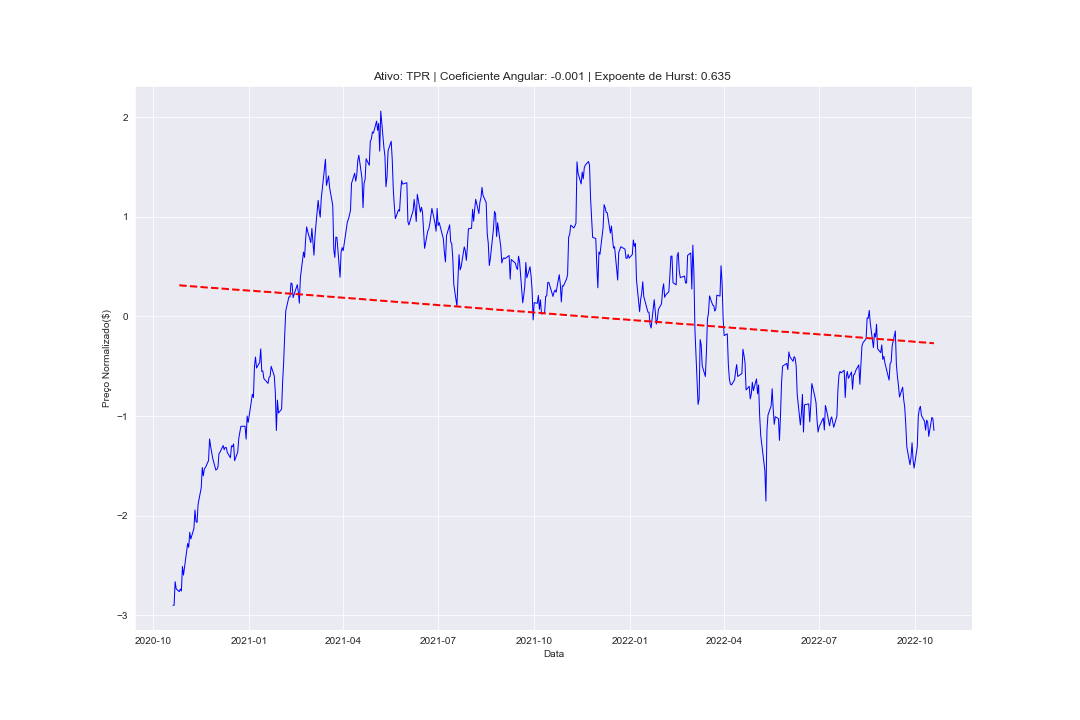 Ativo: TPR | Coeficiente Angular: -0.001 | Expoente de Hurst: 0.635
Preço Normalizado($)
2
1
0
−1
−2
−3
2020-10 2021-01 2021-04 2021-07 2021-10 2022-01 2022-04 2022-07 2022-10
Data